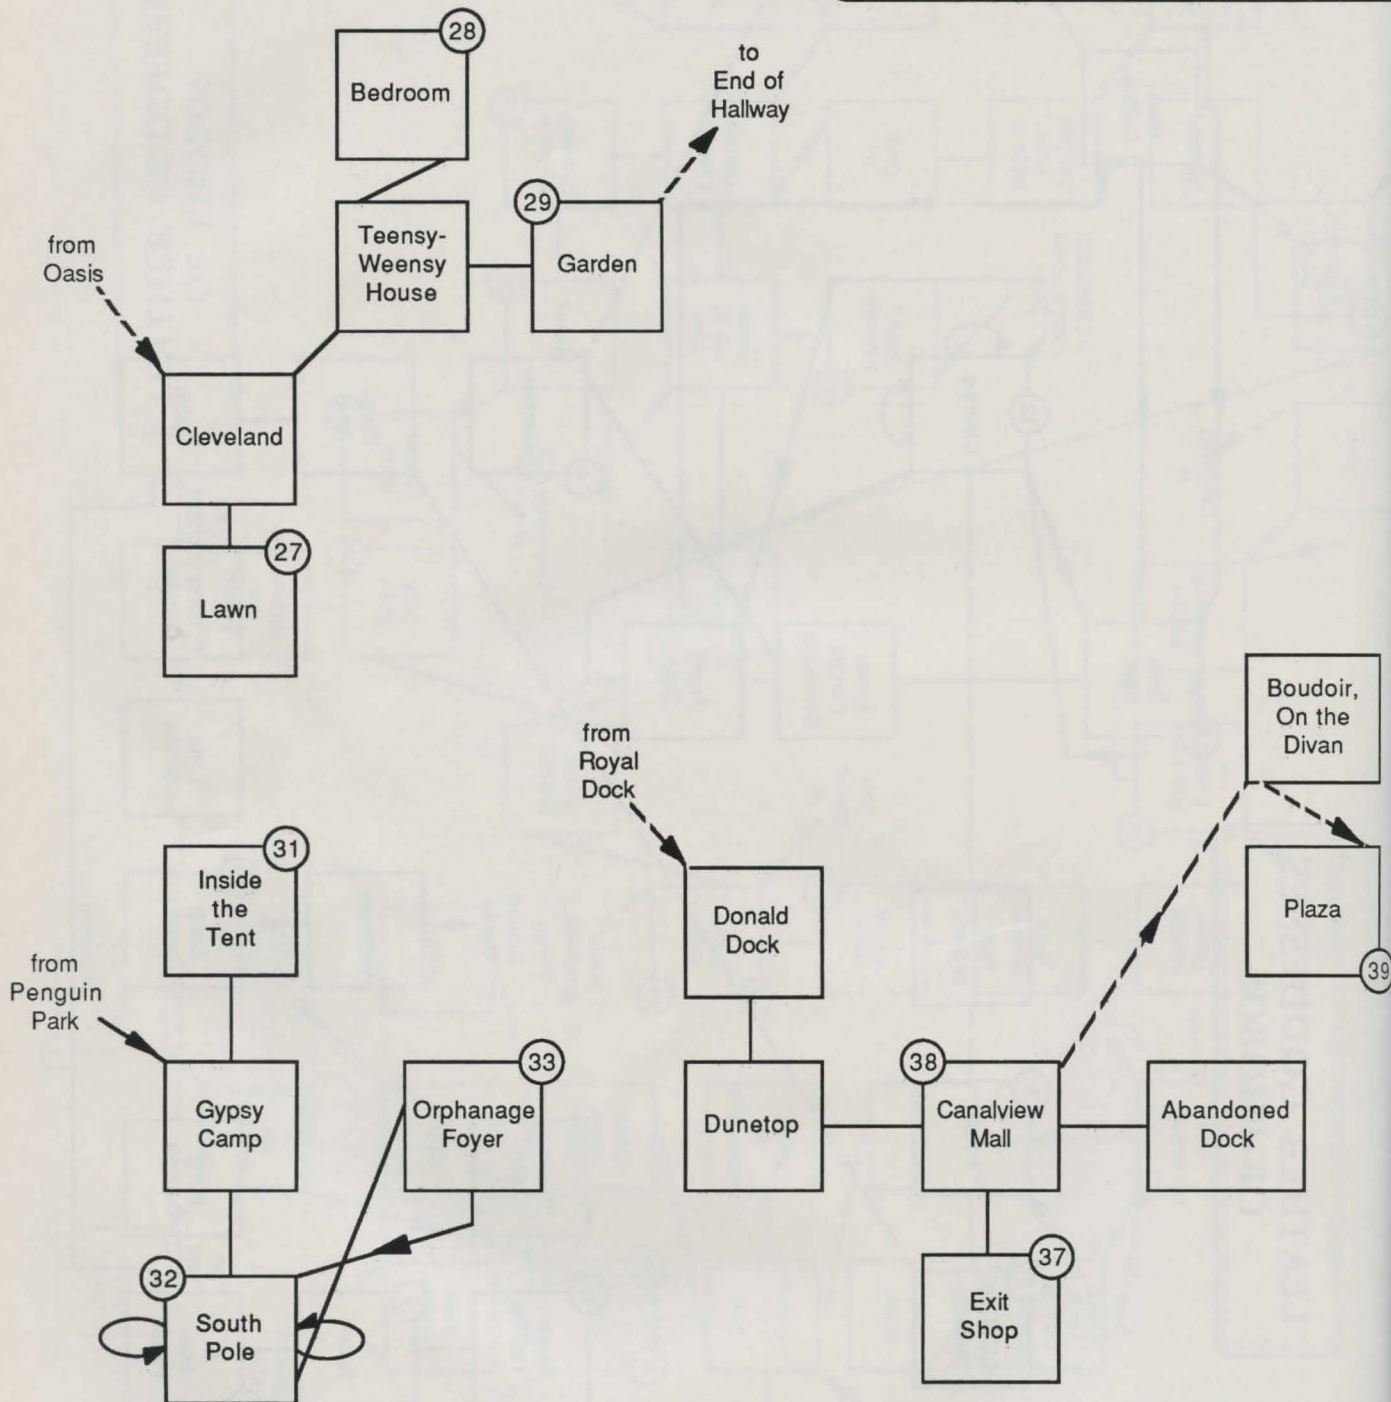 28
Bedroom
to
End of
Hallway
29
Teensy-
Weensy
House
Garden
from
Oasis
Cleveland
27
Lawn
Boudoir,
On the
Divan
from
Royal
Dock
31
Inside
the
Tent
Donald
Dock
Plaza
39
from
Penguin
Park
33
38
Gypsy
Camp
Orphanage
Foyer
Dunetop
Canalview
Mall
Abandoned
Dock
32
South
Pole
37
Exit
Shop